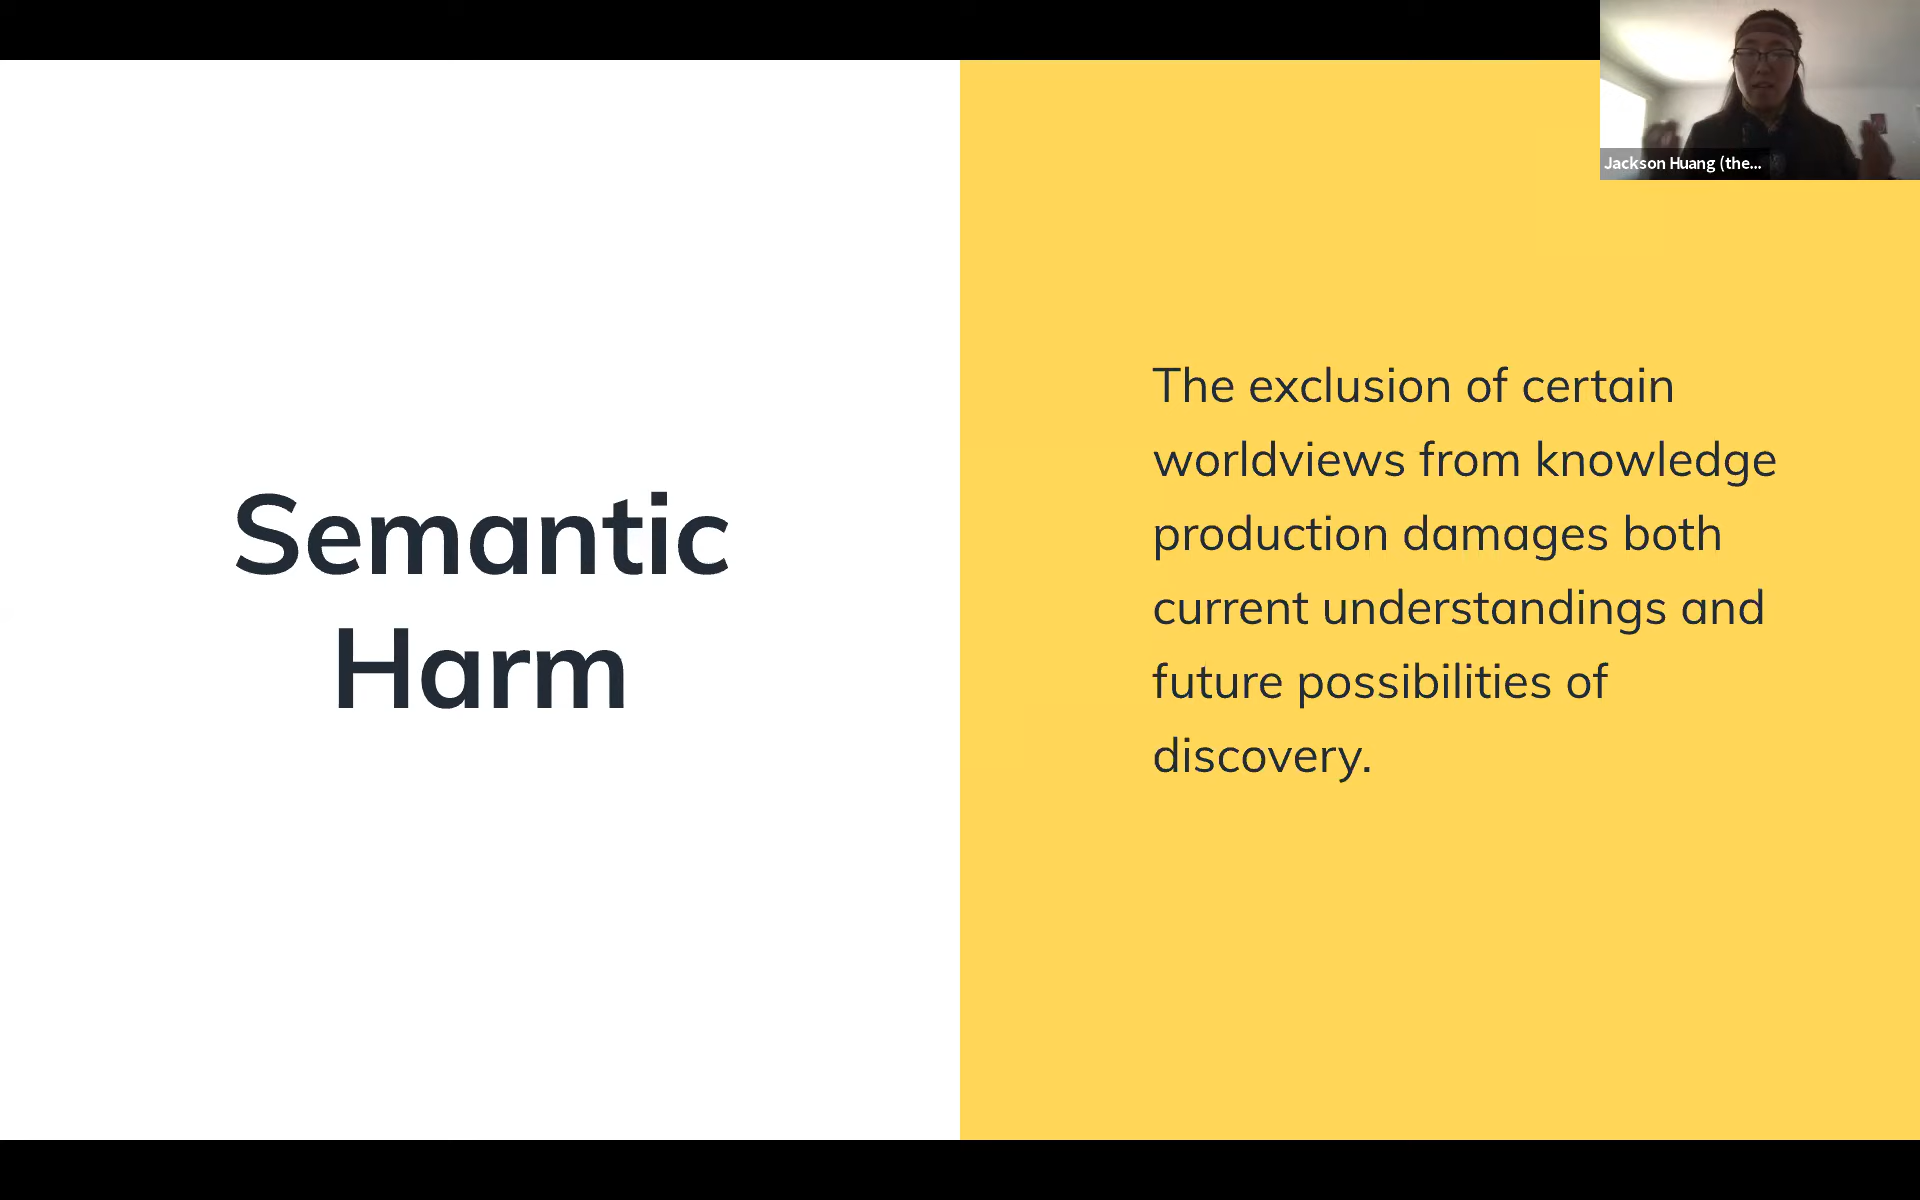 Jackson Huang (the...
Semantic
Harm
The exclusion of certain
worldviews from knowledge
production damages both
current understandings and
future possibilities of
discovery.